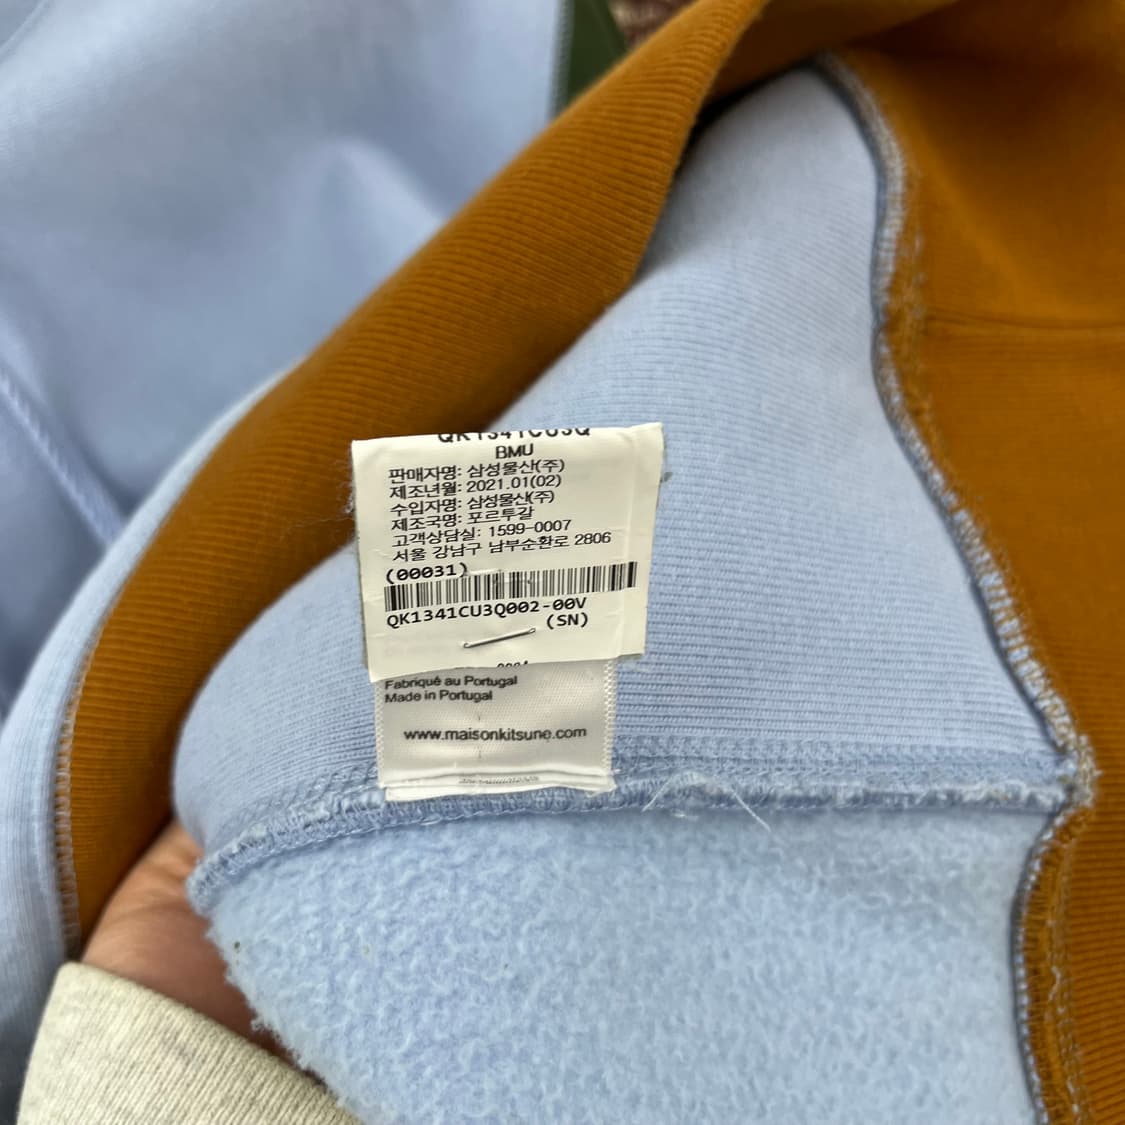 QK1341CU3Q
BMU
판매자명: 삼성물산(주)
제조년월: 2021.01(02)
수입자명: 삼성물산(주)
제조국명: 포르투갈
고객상담실: 1599-0007
서울 강남구 남부순환로 2806
(00031)
QK1341CU3Q002-00V
(SN)
Fabriqué au Portugal
Made in Portugal
www.maisonkitsune.com